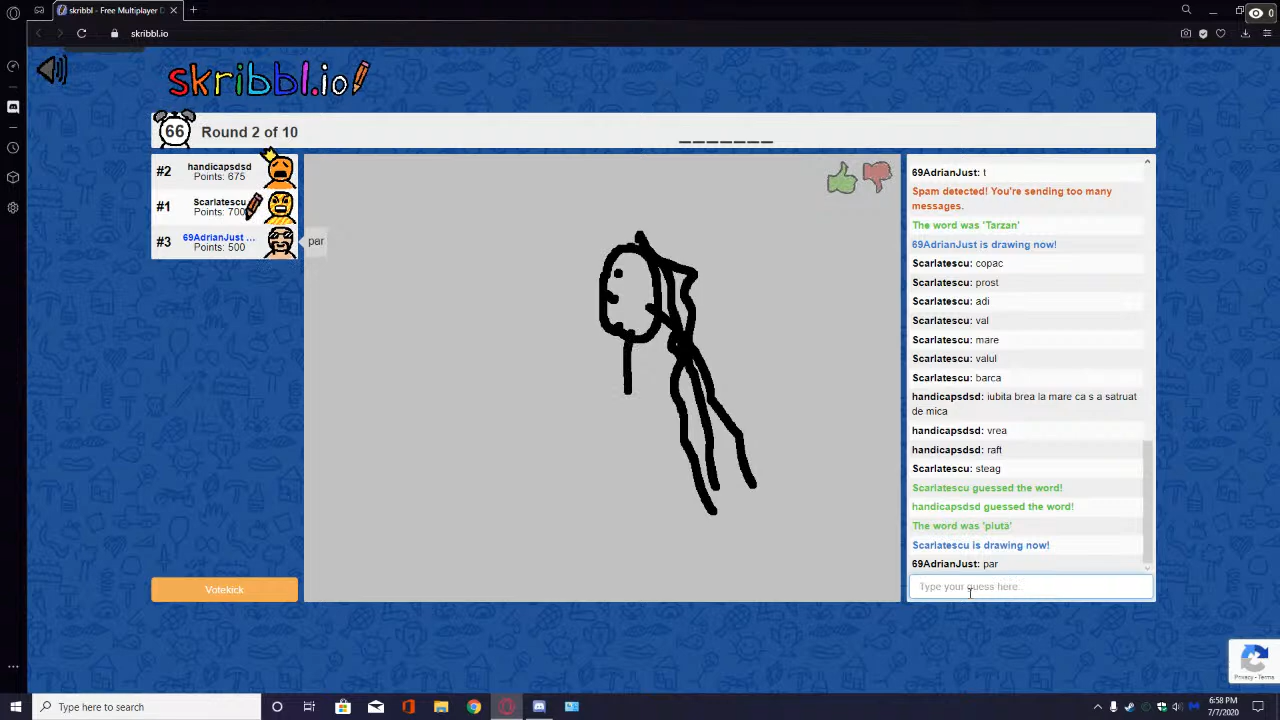 skribbl - Free Multiplayer D
0
skribbl.io
skribbl.io
66
Round 2 of 10
_ _ _ _ _ _ _
#2
handicapsdsd
Points: 675
#1
Scarlatescu
Points: 700
#3
69AdrianJust ...
Points: 500
par
Votekick
69AdrianJust: t
Spam detected! You're sending too many
messages.
The word was 'Tarzan'
69AdrianJust is drawing now!
Scarlatescu: copac
Scarlatescu: prost
Scarlatescu: adi
Scarlatescu: val
Scarlatescu: mare
Scarlatescu: valul
Scarlatescu: barca
handicapsdsd: iubita brea la mare ca s a satruat
de mica
handicapsdsd: vrea
handicapsdsd: raft
Scarlatescu: steag
Scarlatescu guessed the word!
handicapsdsd guessed the word!
The word was 'pluta'
Scarlatescu is drawing now!
69AdrianJust: par
Type your guess here...
Privacy - Terms
Type here to search
6:58 PM
7/7/2020